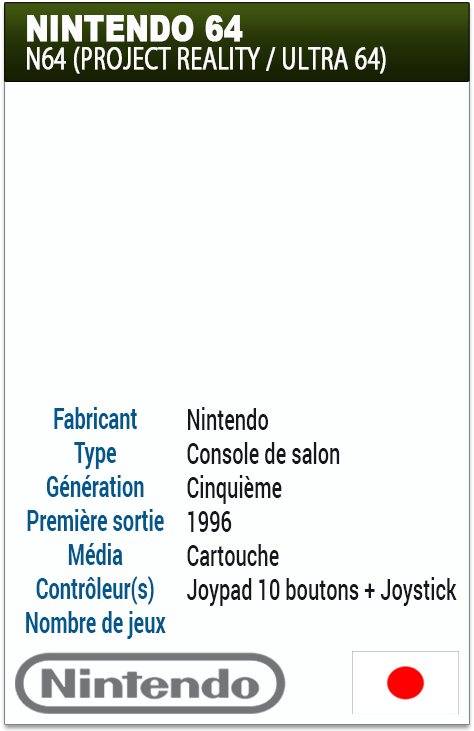 NINTENDO 64
N64 (PROJECT REALITY / ULTRA 64)
Fabricant Nintendo
Type Console de salon
Génération Cinquième
Première sortie 1996
Média Cartouche
Contrôleur(s) Joypad 10 boutons + Joystick
Nombre de jeux
Nintendo